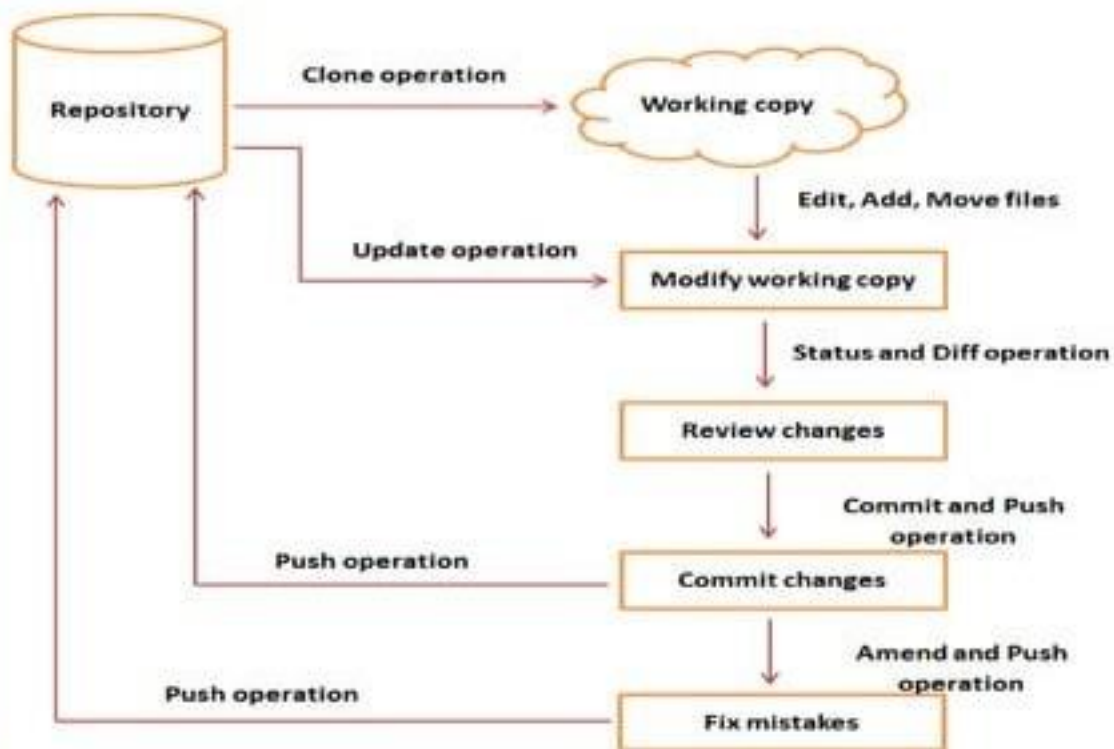 Clone operation
Repository
Working copy
Edit, Add, Move files
Update operation
Modify working copy
Status and Diff operation
Review changes
Commit and Push
operation
Push operation
Commit changes
Amend and Push
operation
Push operation
Fix mistakes